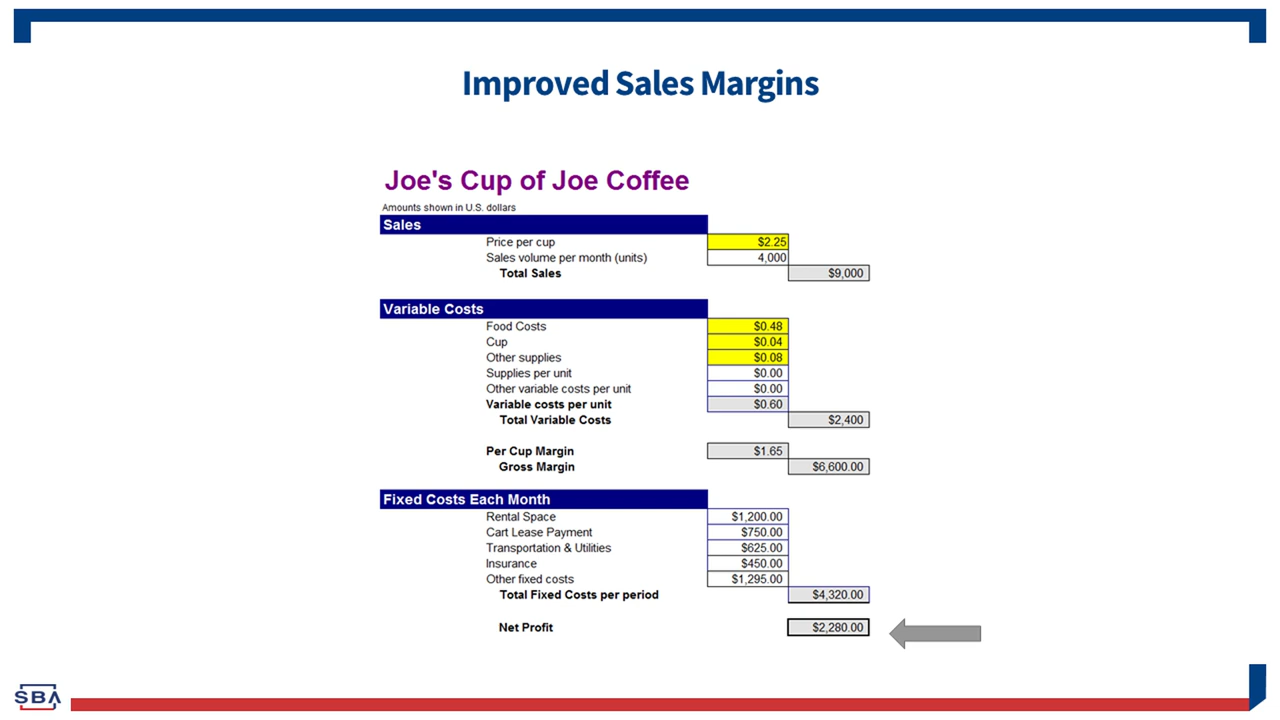 Improved Sales Margins
Joe's Cup of Joe Coffee
Amounts shown in U.S. dollars
Sales
Price per cup $2.25
Sales volume per month (units) 4,000
Total Sales $9,000
Variable Costs
Food Costs $0.48
Cup $0.04
Other supplies $0.08
Supplies per unit $0.00
Other variable costs per unit $0.00
Variable costs per unit $0.60
Total Variable Costs $2,400
Per Cup Margin $1.65
Gross Margin $6,600.00
Fixed Costs Each Month
Rental Space $1,200.00
Cart Lease Payment $750.00
Transportation & Utilities $625.00
Insurance $450.00
Other fixed costs $1,295.00
Total Fixed Costs per period $4,320.00
Net Profit $2,280.00
SBA